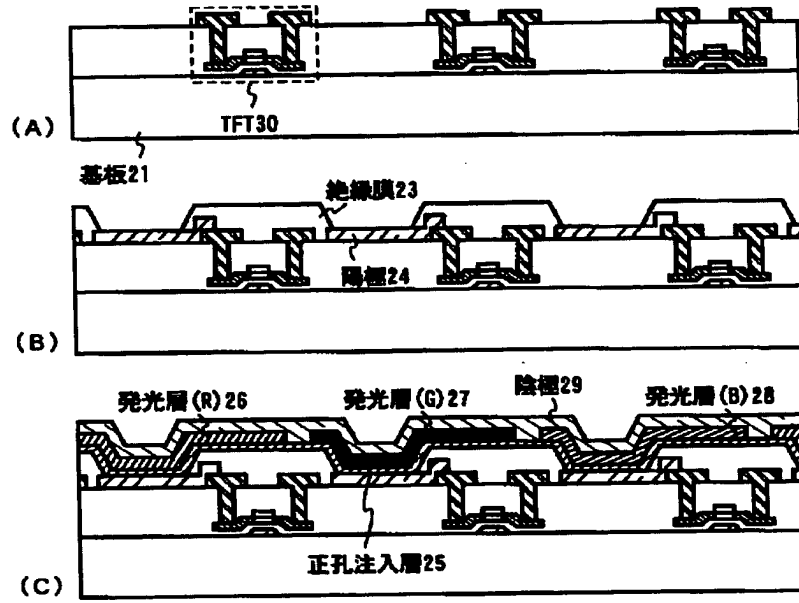 (A)
TFT30
基板21
絶縁膜23
陽極24
(B)
発光層(R)26
発光層(G)27
陰極29
発光層(B)28
正孔注入層25
(C)